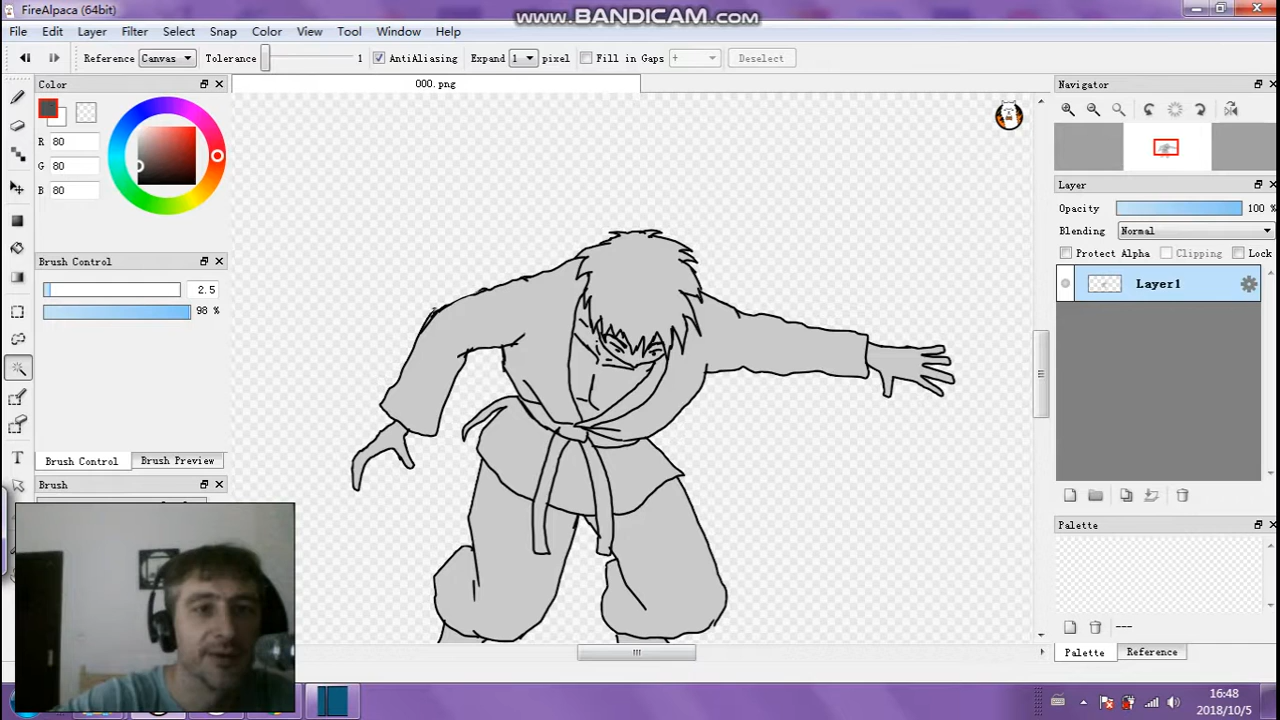 FireAlpaca (64bit)
www.BANDICAM.com
File Edit Layer Filter Select Snap Color View Tool Window Help
Reference Canvas Tolerance 1 AntiAliasing Expand 1 pixel Fill in Gaps + Deselect
Color
000.png
Navigator
R 80
G 80
B 80
Layer
Opacity 100 %
Blending Normal
Protect Alpha Clipping Lock
Brush Control
2.5
98 %
Layer1
T
Brush Control Brush Preview
Brush
Palette
---
Palette Reference
16:48
2018/10/5